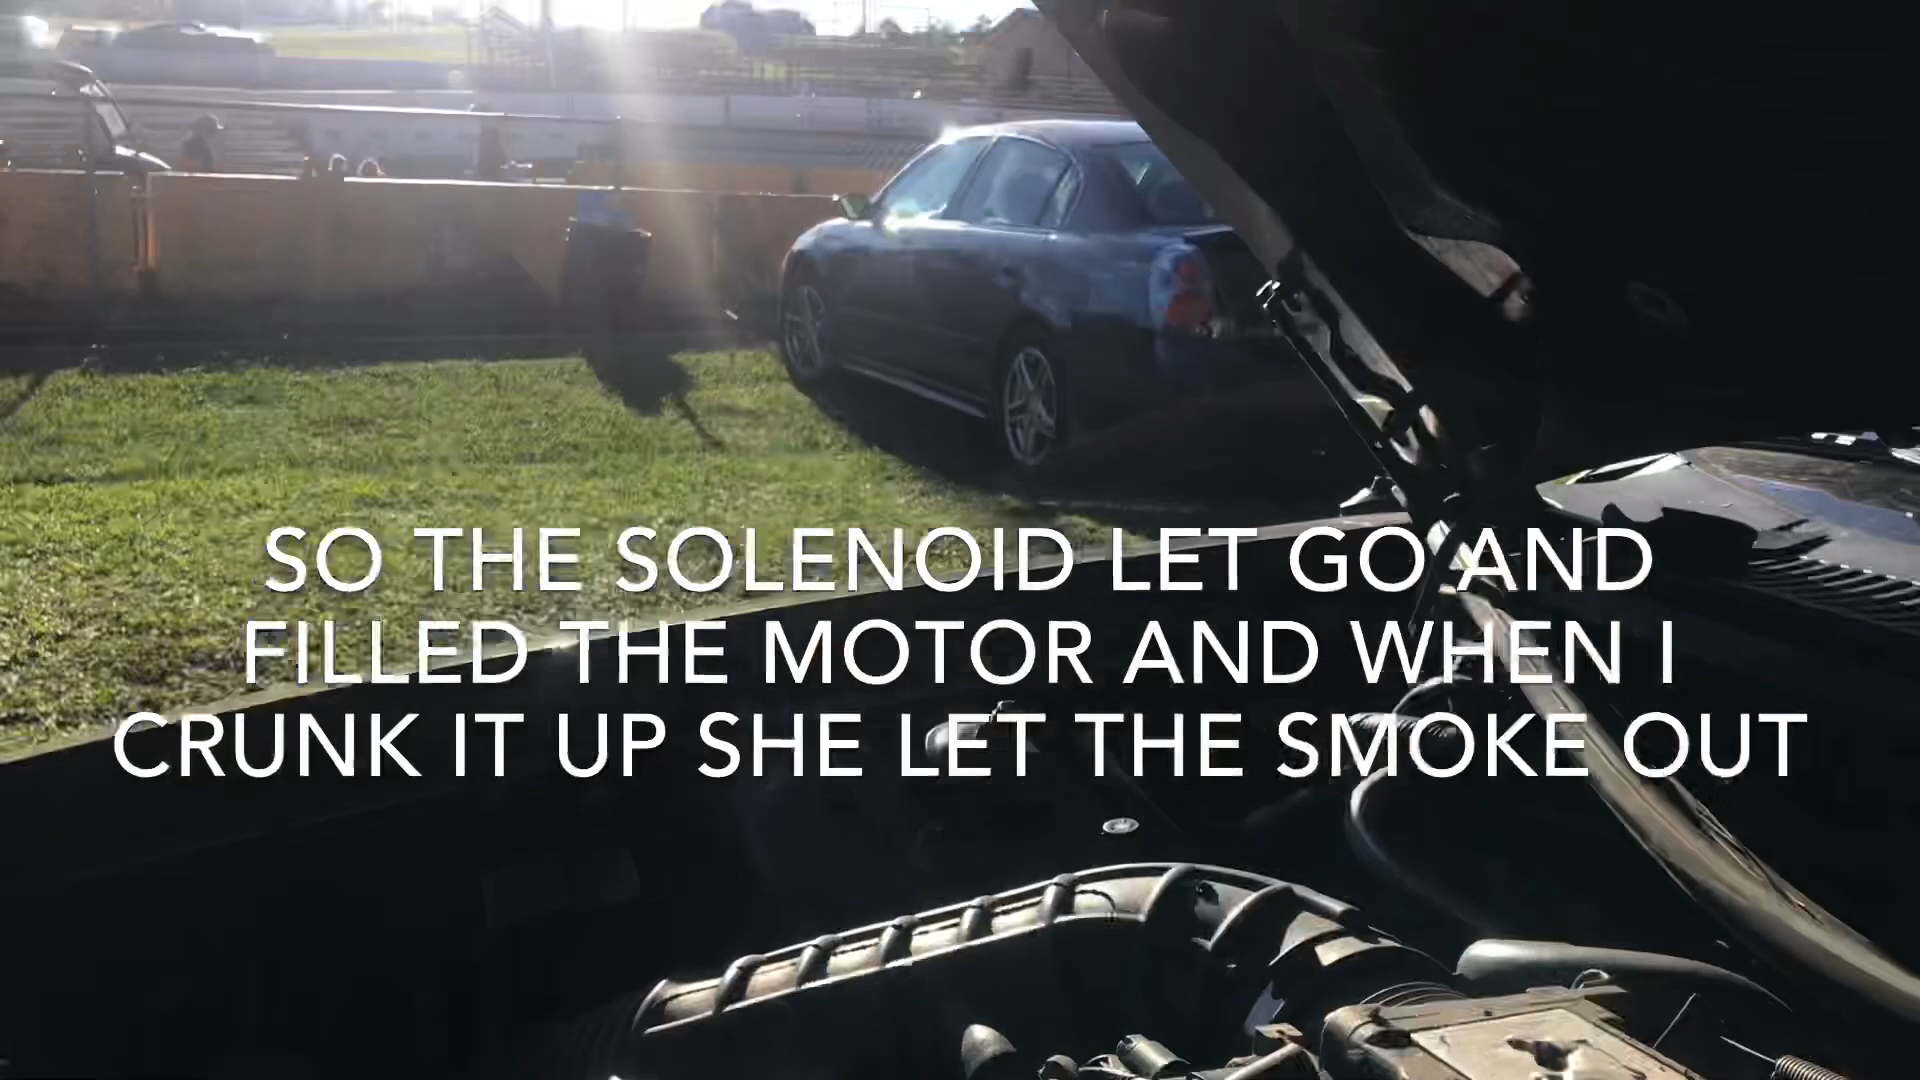 SO THE SOLENOID LET GO AND
FILLED THE MOTOR AND WHEN I
CRUNK IT UP SHE LET THE SMOKE OUT